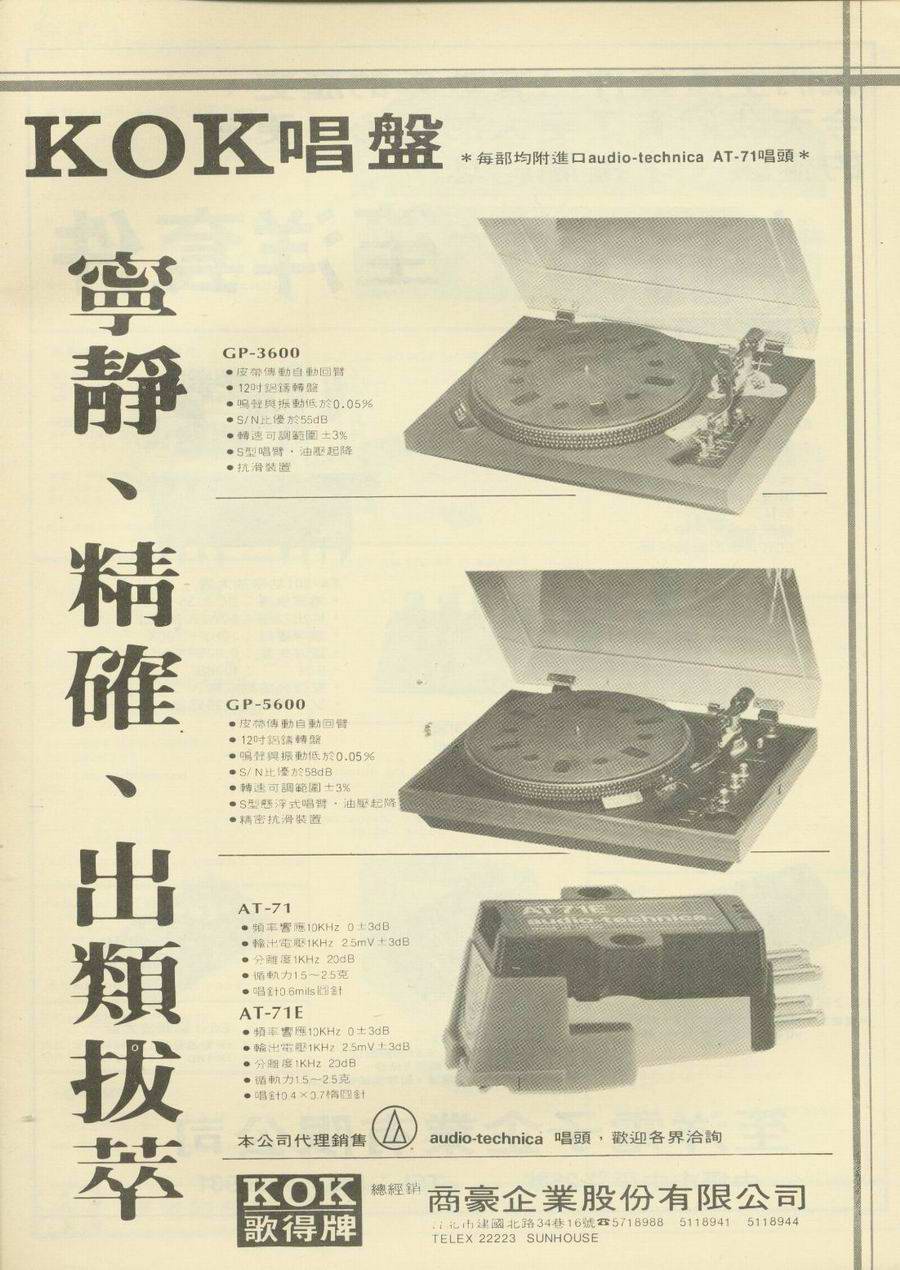 KOK唱盤
＊每部均附進口audio-technica AT-71唱頭＊
寧靜、精確、出類拔萃
GP-3600
●皮帶傳動自動回臂
●12吋鋁鑄轉盤
●鳴聲與振動低於0.05%
●S/N比優於55dB
●轉速可調範圍±3%
●S型唱臂，油壓起降
●抗滑裝置
GP-5600
●皮帶傳動自動回臂
●12吋鋁鑄轉盤
●鳴聲與振動低於0.05%
●S/N比優於58dB
●轉速可調範圍±3%
●S型懸浮式唱臂，油壓起降
●精密抗滑裝置
AT-71
●頻率響應10KHz 0±3dB
●輸出電壓1KHz 2.5mV±3dB
●分離度1KHz 20dB
●循軌力1.5～2.5克
●唱針0.6mils圓針
AT-71E
●頻率響應10KHz 0±3dB
●輸出電壓1KHz 2.5mV±3dB
●分離度1KHz 20dB
●循軌力1.5～2.5克
●唱針0.4×0.7橢圓針
AT-71E
audio-technica
本公司代理銷售 audio-technica 唱頭，歡迎各界洽詢
KOK
歌得牌
總經銷 商豪企業股份有限公司
北市建國北路34巷16號☎5718988 5118941 5118944
TELEX 22223 SUNHOUSE